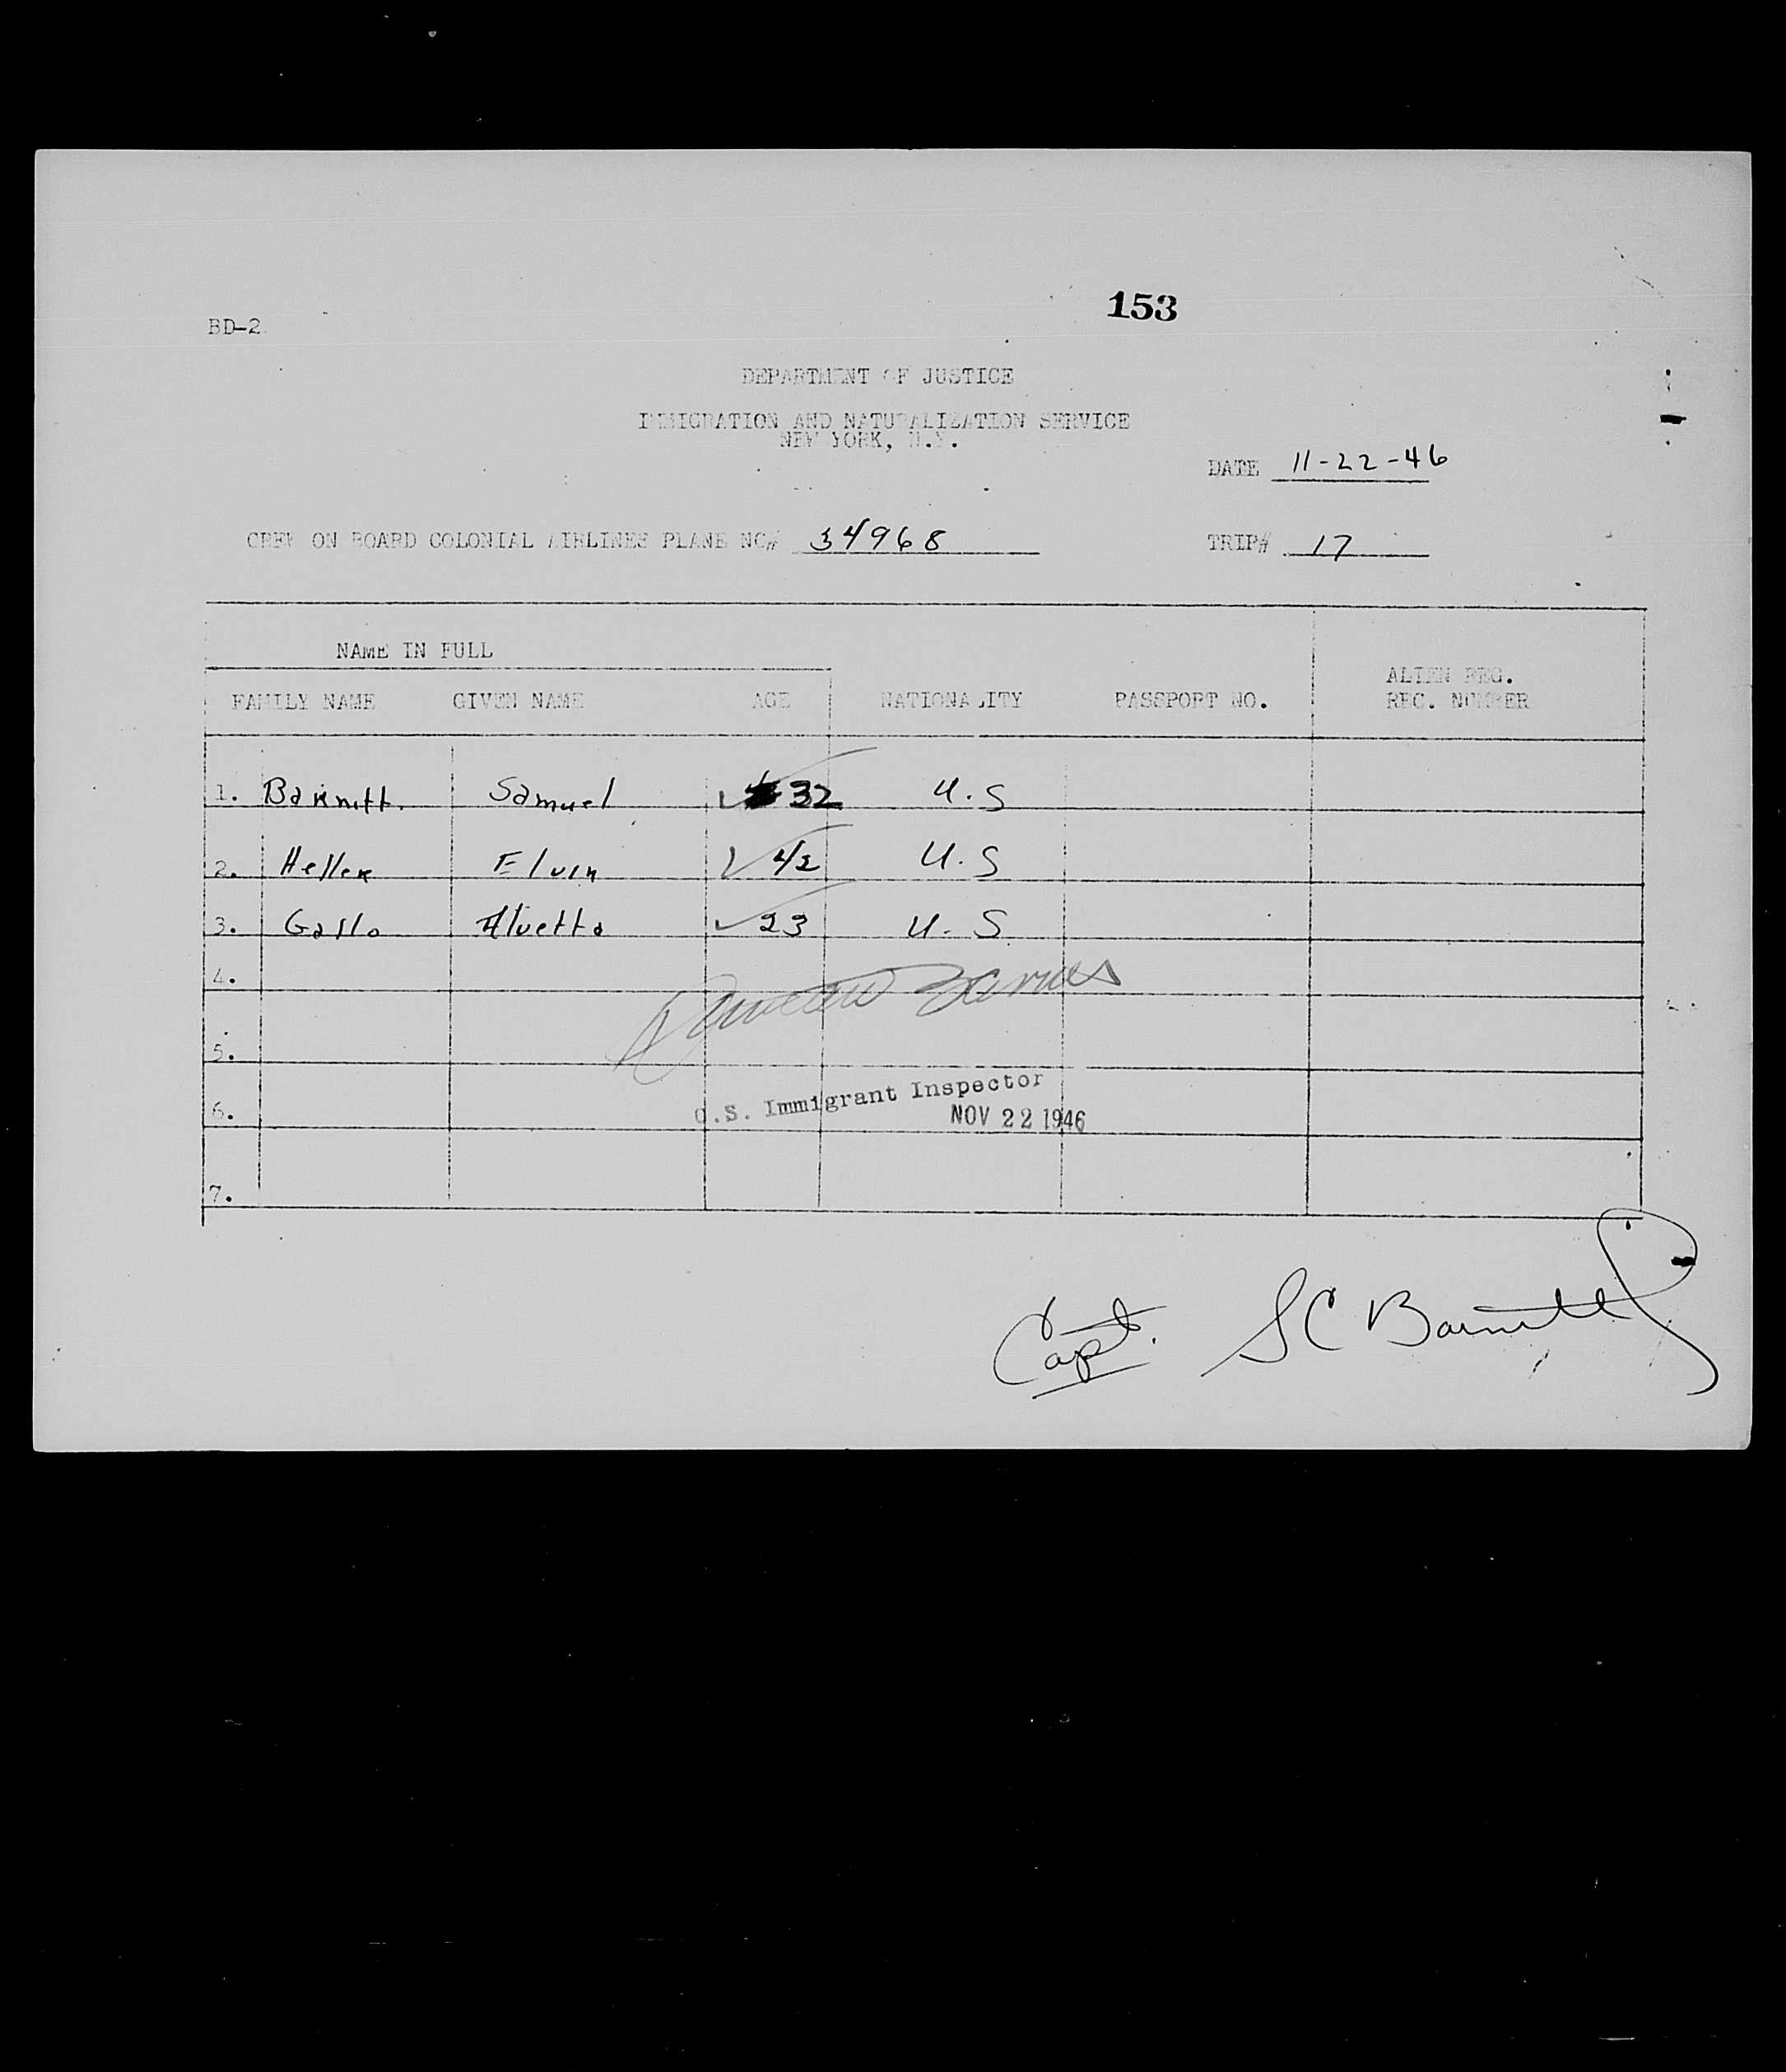 153
BD-2
DEPARTMENT OF JUSTICE
IMMIGRATION AND NATURALIZATION SERVICE
NEW YORK, N.Y.
DATE 11-22-46
CREW ON BOARD COLONIAL AIRLINES PLANE NC# 34968 TRIP# 17
NAME IN FULL
FAMILY NAME GIVEN NAME AGE NATIONALITY PASSPORT NO. ALIEN REG. REC. NUMBER
1. Barnett. Samuel 32 U.S
2. Heller Elvin 42 U.S
3. Gallo Alvetta 23 U.S
4.
5.
U.S. Immigrant Inspector
6.
NOV 22 1946
7.
Capt. SC Barnett